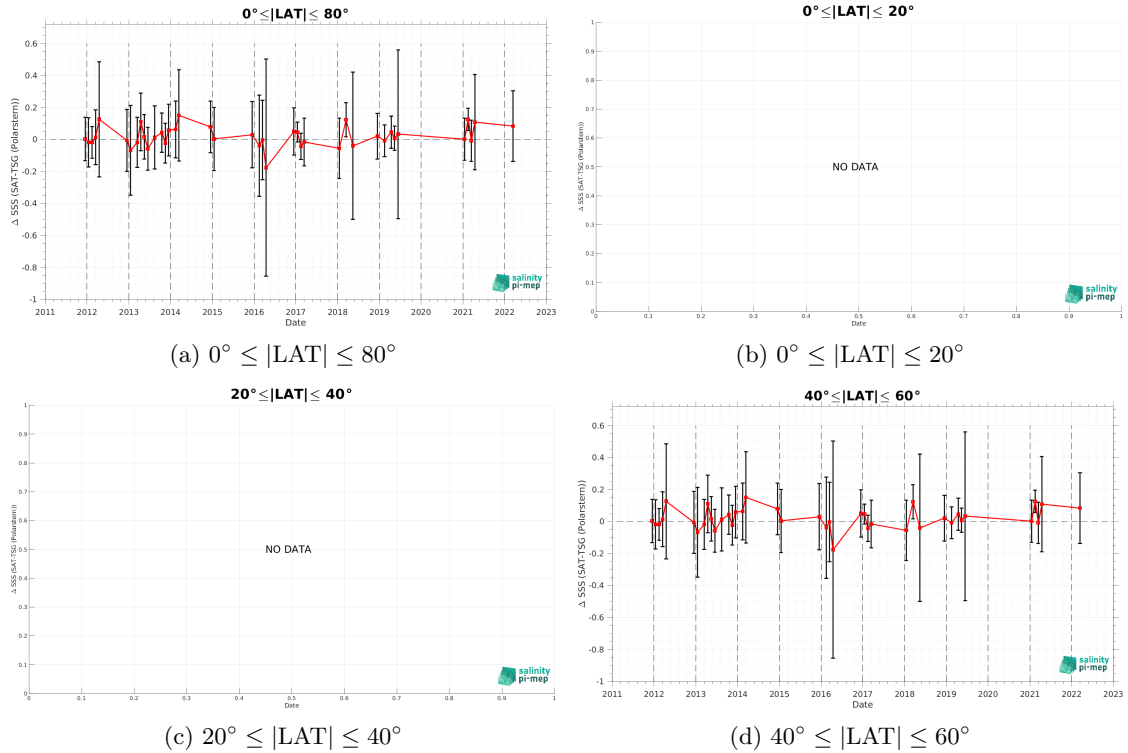 0°≤|LAT|≤ 80°
Δ SSS (SAT-TSG (Polarstern))
0.6
0.4
0.2
0
-0.2
-0.4
-0.6
-0.8
-1
2011 2012 2013 2014 2015 2016 2017 2018 2019 2020 2021 2022 2023
Date
salinity
pi-mep
(a) 0° ≤ |LAT| ≤ 80°
0°≤|LAT|≤ 20°
Δ SSS (SAT-TSG (Polarstern))
1
0.9
0.8
0.7
0.6
0.5
0.4
0.3
0.2
0.1
0
NO DATA
0 0.1 0.2 0.3 0.4 0.5 0.6 0.7 0.8 0.9 1
Date
salinity
pi-mep
(b) 0° ≤ |LAT| ≤ 20°
20°≤|LAT|≤ 40°
Δ SSS (SAT-TSG (Polarstern))
1
0.9
0.8
0.7
0.6
0.5
0.4
0.3
0.2
0.1
0
NO DATA
0 0.1 0.2 0.3 0.4 0.5 0.6 0.7 0.8 0.9 1
Date
salinity
pi-mep
(c) 20° ≤ |LAT| ≤ 40°
40°≤|LAT|≤ 60°
Δ SSS (SAT-TSG (Polarstern))
0.6
0.4
0.2
0
-0.2
-0.4
-0.6
-0.8
-1
2011 2012 2013 2014 2015 2016 2017 2018 2019 2020 2021 2022 2023
Date
salinity
pi-mep
(d) 40° ≤ |LAT| ≤ 60°